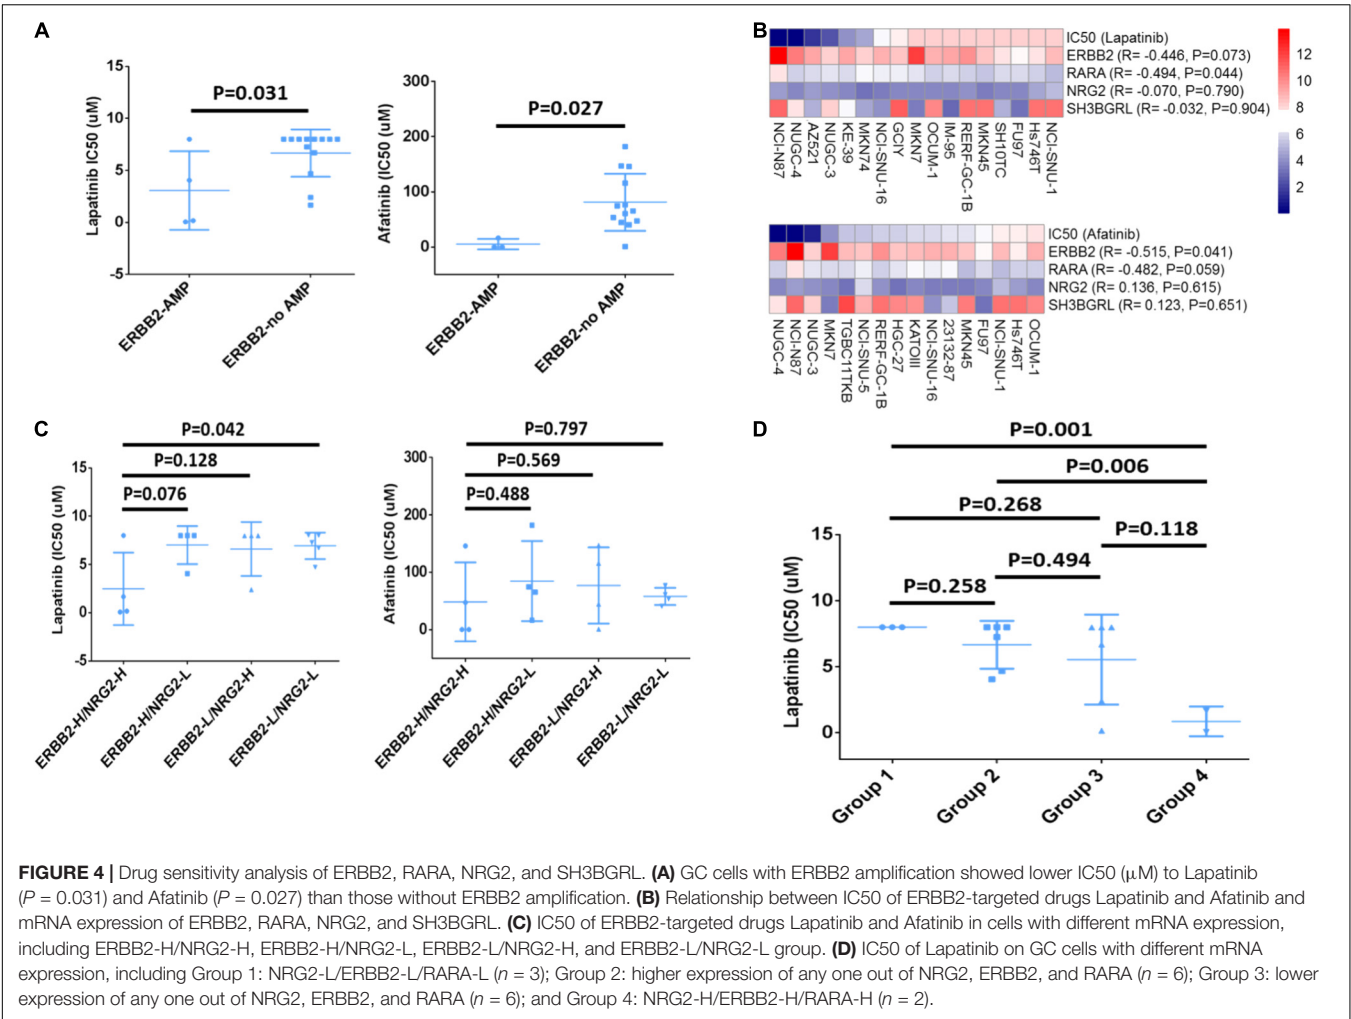 A
15
10
5
0
-5
Lapatinib IC50 (uM)
P=0.031
ERBB2-AMP
ERBB2-no AMP
300
200
100
0
Afatinib (IC50 (uM)
P=0.027
ERBB2-AMP
ERBB2-no AMP
B
IC50 (Lapatinib)
ERBB2 (R= -0.446, P=0.073)
RARA (R= -0.494, P=0.044)
NRG2 (R= -0.070, P=0.790)
SH3BGRL (R= -0.032, P=0.904)
NCI-N87
NUGC-4
AZ521
NUGC-3
KE-39
MKN74
NCI-SNU-16
GCIY
MKN7
OCUM-1
IM-95
RERF-GC-1B
MKN45
SH10TC
FU97
Hs746T
NCI-SNU-1
12
10
8
6
4
2
IC50 (Afatinib)
ERBB2 (R= -0.515, P=0.041)
RARA (R= -0.482, P=0.059)
NRG2 (R= 0.136, P=0.615)
SH3BGRL (R= 0.123, P=0.651)
NUGC-4
NCI-N87
NUGC-3
MKN7
TGBC11TKB
NCI-SNU-5
RERF-GC-1B
HGC-27
KATOIII
NCI-SNU-16
23132-87
MKN45
FU97
NCI-SNU-1
Hs746T
OCUM-1
C
P=0.042
P=0.128
P=0.076
15
10
5
0
-5
Lapatinib (IC50 (uM)
ERBB2-H/NRG2-H
ERBB2-H/NRG2-L
ERBB2-L/NRG2-H
ERBB2-L/NRG2-L
P=0.797
P=0.569
P=0.488
300
200
100
0
Afatinib (IC50 (uM)
ERBB2-H/NRG2-H
ERBB2-H/NRG2-L
ERBB2-L/NRG2-H
ERBB2-L/NRG2-L
D
P=0.001
P=0.006
P=0.268
P=0.118
P=0.494
P=0.258
15
10
5
0
Lapatinib (IC50 (uM)
Group 1
Group 2
Group 3
Group 4
FIGURE 4 | Drug sensitivity analysis of ERBB2, RARA, NRG2, and SH3BGRL. (A) GC cells with ERBB2 amplification showed lower IC50 (μM) to Lapatinib
(P = 0.031) and Afatinib (P = 0.027) than those without ERBB2 amplification. (B) Relationship between IC50 of ERBB2-targeted drugs Lapatinib and Afatinib and
mRNA expression of ERBB2, RARA, NRG2, and SH3BGRL. (C) IC50 of ERBB2-targeted drugs Lapatinib and Afatinib in cells with different mRNA expression,
including ERBB2-H/NRG2-H, ERBB2-H/NRG2-L, ERBB2-L/NRG2-H, and ERBB2-L/NRG2-L group. (D) IC50 of Lapatinib on GC cells with different mRNA
expression, including Group 1: NRG2-L/ERBB2-L/RARA-L (n = 3); Group 2: higher expression of any one out of NRG2, ERBB2, and RARA (n = 6); Group 3: lower
expression of any one out of NRG2, ERBB2, and RARA (n = 6); and Group 4: NRG2-H/ERBB2-H/RARA-H (n = 2).